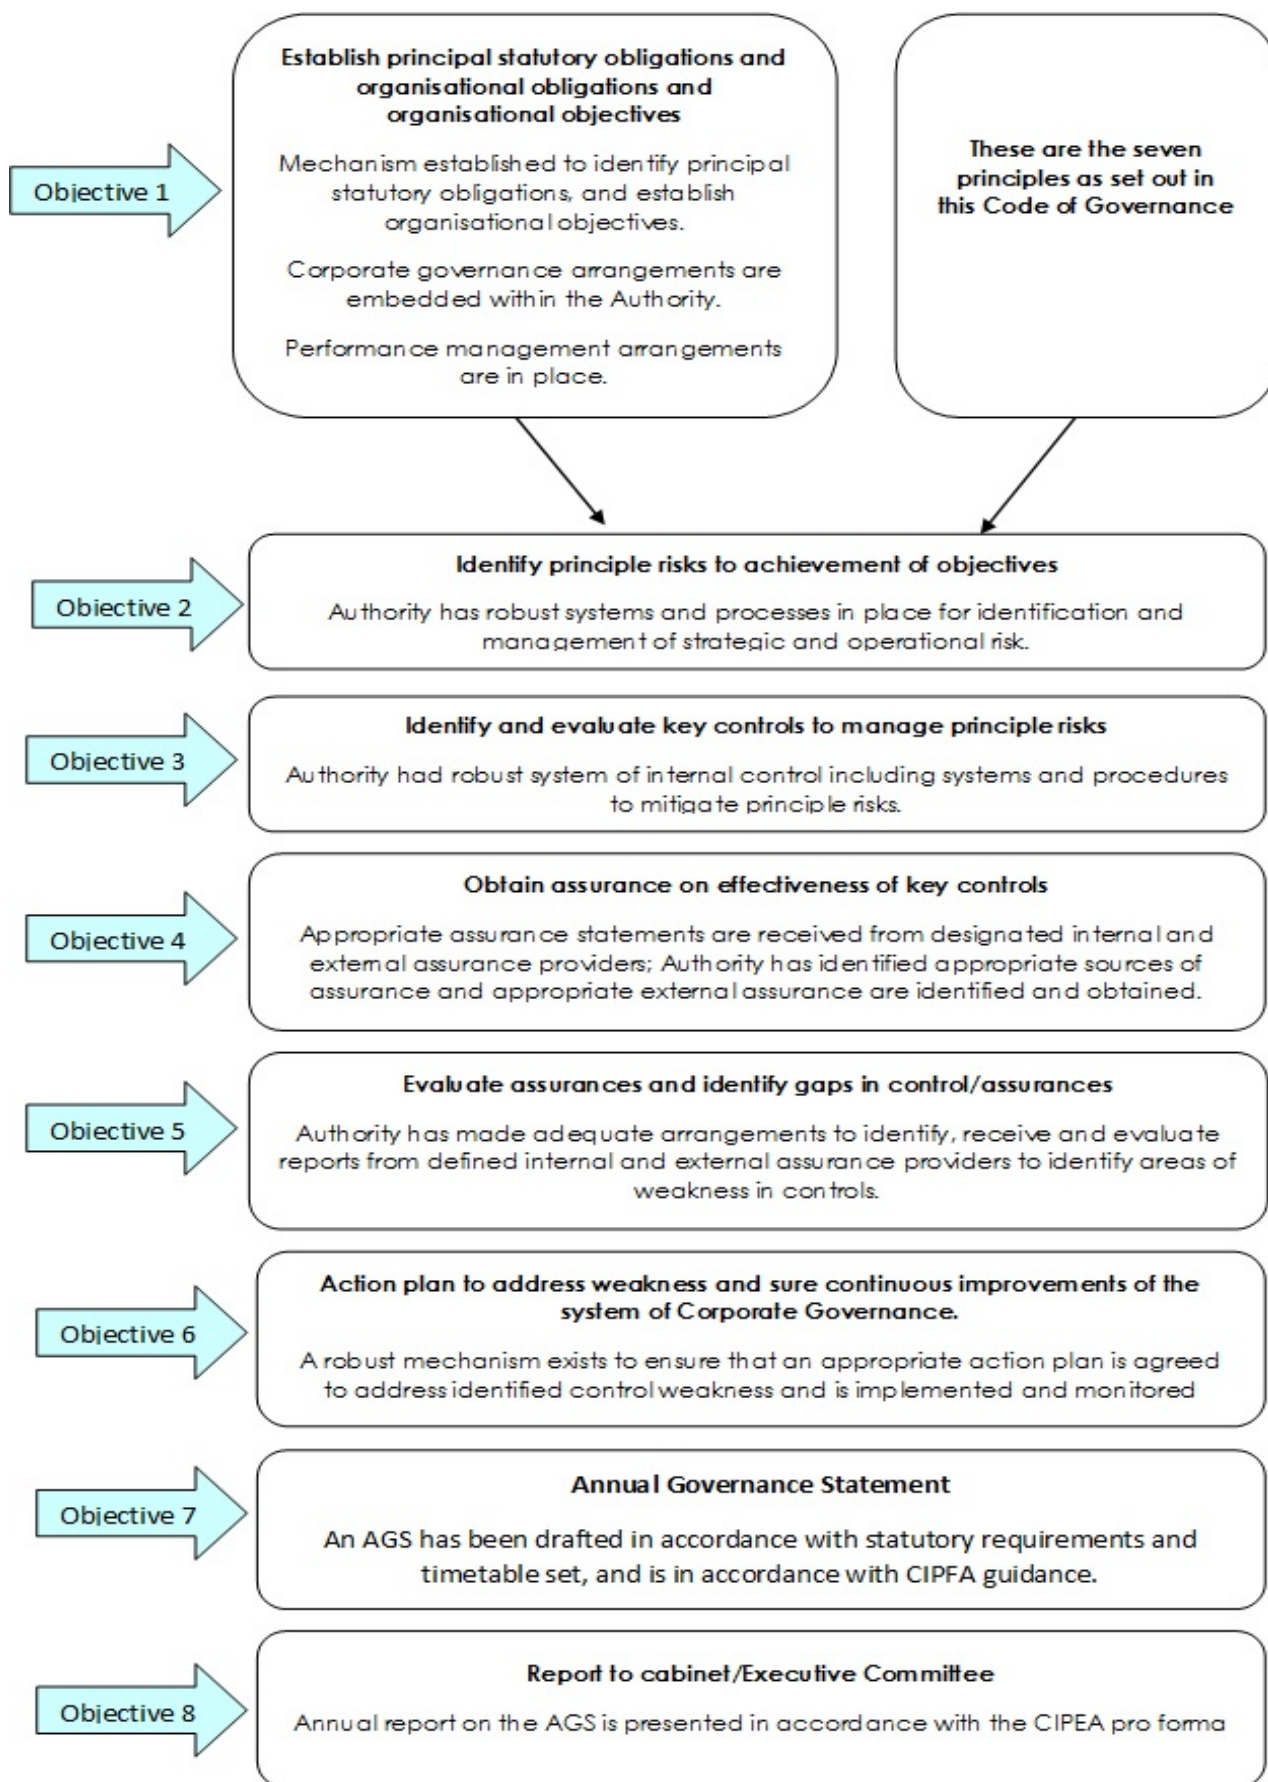 Establish principal statutory obligations and
organisational obligations and
organisational objectives
Mechanism established to identify principal
statutory obligations, and establish
organisational objectives.
Corporate governance arrangements are
embedded within the Authority.
Performance management arrangements
are in place.
These are the seven
principles as set out in
this Code of Governance
Objective 1
Identify principle risks to achievement of objectives
Authority has robust systems and processes in place for identification and
management of strategic and operational risk.
Objective 2
Identify and evaluate key controls to manage principle risks
Authority had robust system of internal control including systems and procedures
to mitigate principle risks.
Objective 3
Obtain assurance on effectiveness of key controls
Appropriate assurance statements are received from designated internal and
external assurance providers; Authority has identified appropriate sources of
assurance and appropriate external assurance are identified and obtained.
Objective 4
Evaluate assurances and identify gaps in control/assurances
Authority has made adequate arrangements to identify, receive and evaluate
reports from defined internal and external assurance providers to identify areas of
weakness in controls.
Objective 5
Action plan to address weakness and sure continuous improvements of the
system of Corporate Governance.
A robust mechanism exists to ensure that an appropriate action plan is agreed
to address identified control weakness and is implemented and monitored
Objective 6
Annual Governance Statement
An AGS has been drafted in accordance with statutory requirements and
timetable set, and is in accordance with CIPFA guidance.
Objective 7
Report to cabinet/Executive Committee
Annual report on the AGS is presented in accordance with the CIPEA pro forma
Objective 8